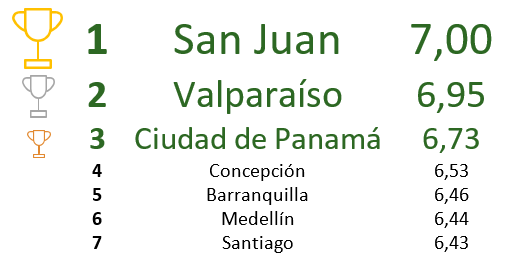 1 San Juan 7,00
2 Valparaíso 6,95
3 Ciudad de Panamá 6,73
4 Concepción 6,53
5 Barranquilla 6,46
6 Medellín 6,44
7 Santiago 6,43